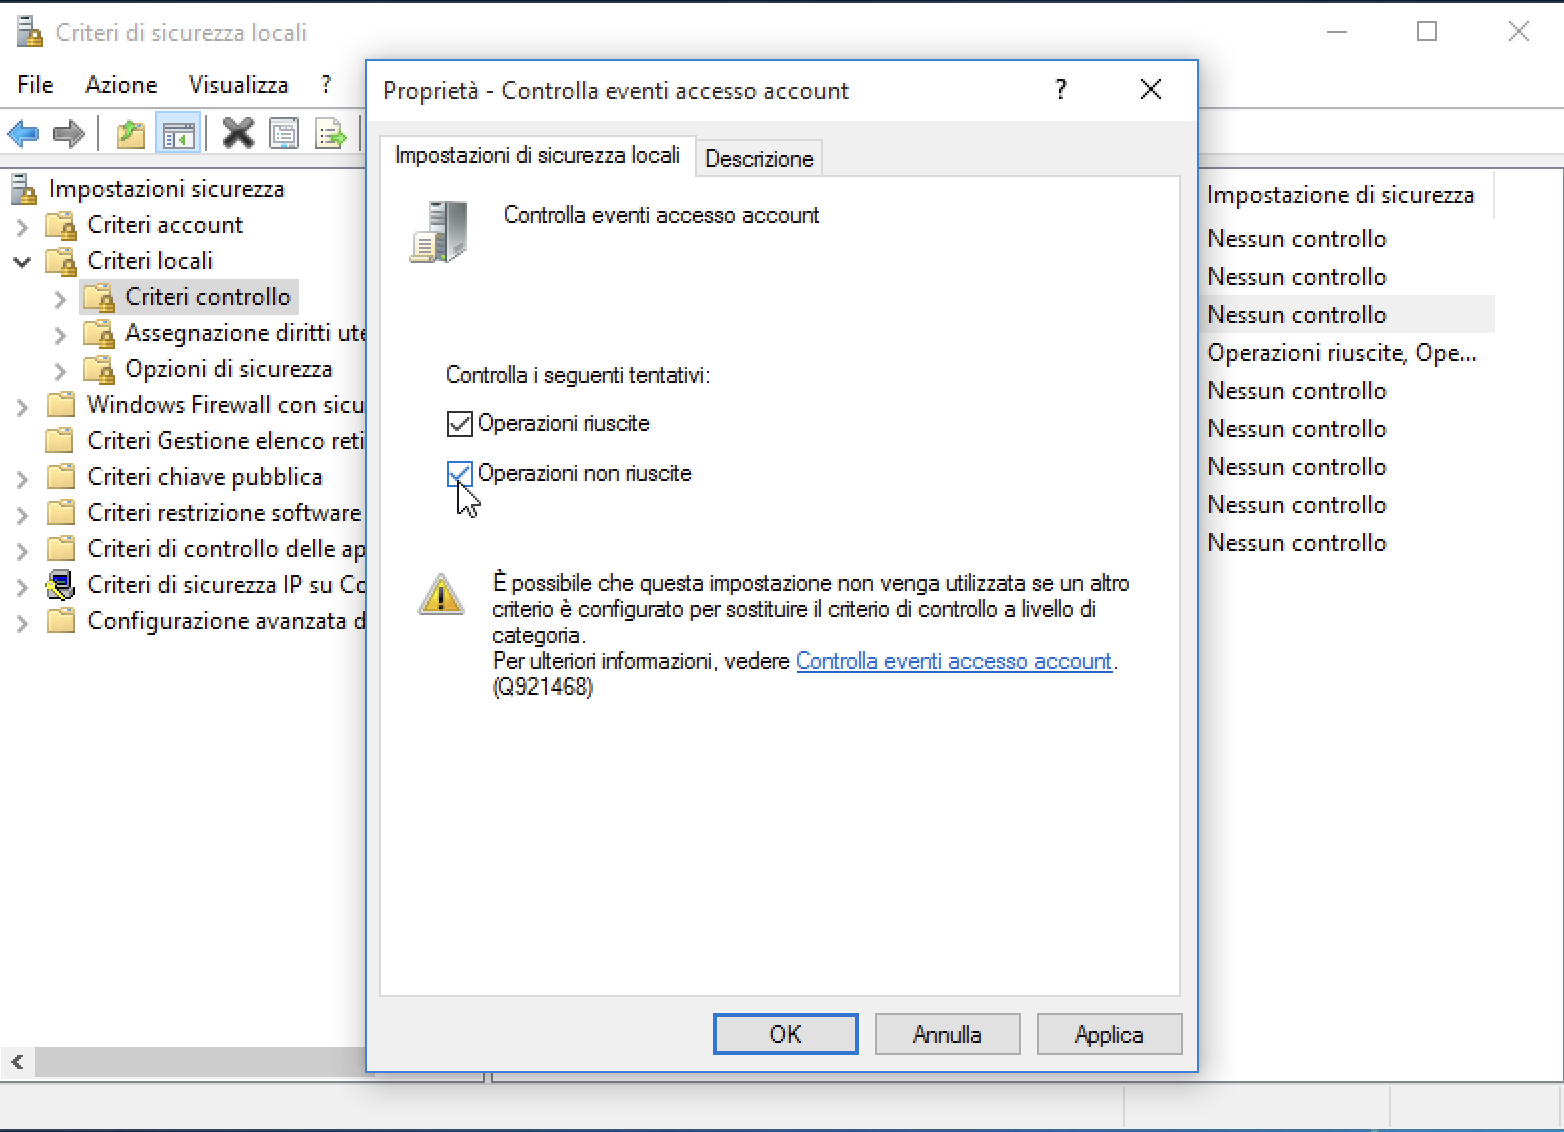 Criteri di sicurezza locali
File Azione Visualizza ?
Impostazioni sicurezza
Criteri account
Criteri locali
Criteri controllo
Assegnazione diritti ute
Opzioni di sicurezza
Windows Firewall con sicu
Criteri Gestione elenco reti
Criteri chiave pubblica
Criteri restrizione software
Criteri di controllo delle ap
Criteri di sicurezza IP su Co
Configurazione avanzata d
Proprietà - Controlla eventi accesso account
?
Impostazioni di sicurezza locali
Descrizione
Controlla eventi accesso account
Controlla i seguenti tentativi:
Operazioni riuscite
Operazioni non riuscite
È possibile che questa impostazione non venga utilizzata se un altro
criterio è configurato per sostituire il criterio di controllo a livello di
categoria.
Per ulteriori informazioni, vedere Controlla eventi accesso account.
(Q921468)
OK
Annulla
Applica
Impostazione di sicurezza
Nessun controllo
Nessun controllo
Nessun controllo
Operazioni riuscite, Ope...
Nessun controllo
Nessun controllo
Nessun controllo
Nessun controllo
Nessun controllo